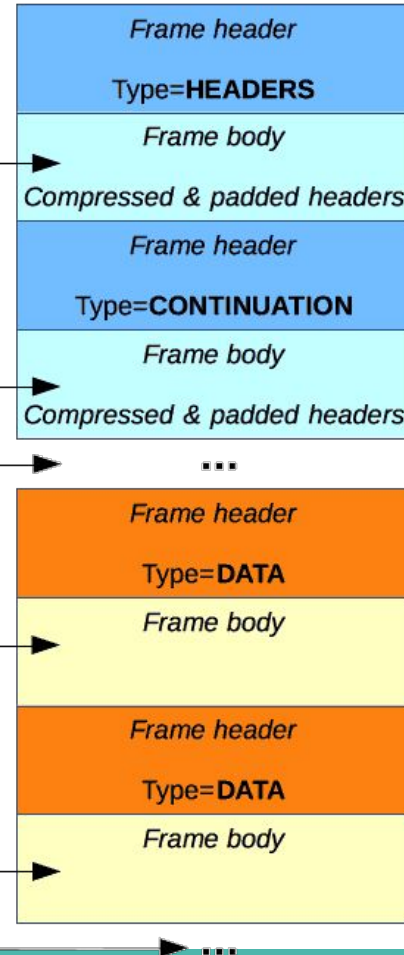 Frame header
Type=HEADERS
Frame body
Compressed & padded headers
Frame header
Type=CONTINUATION
Frame body
Compressed & padded headers
...
Frame header
Type=DATA
Frame body
Frame header
Type=DATA
Frame body
...